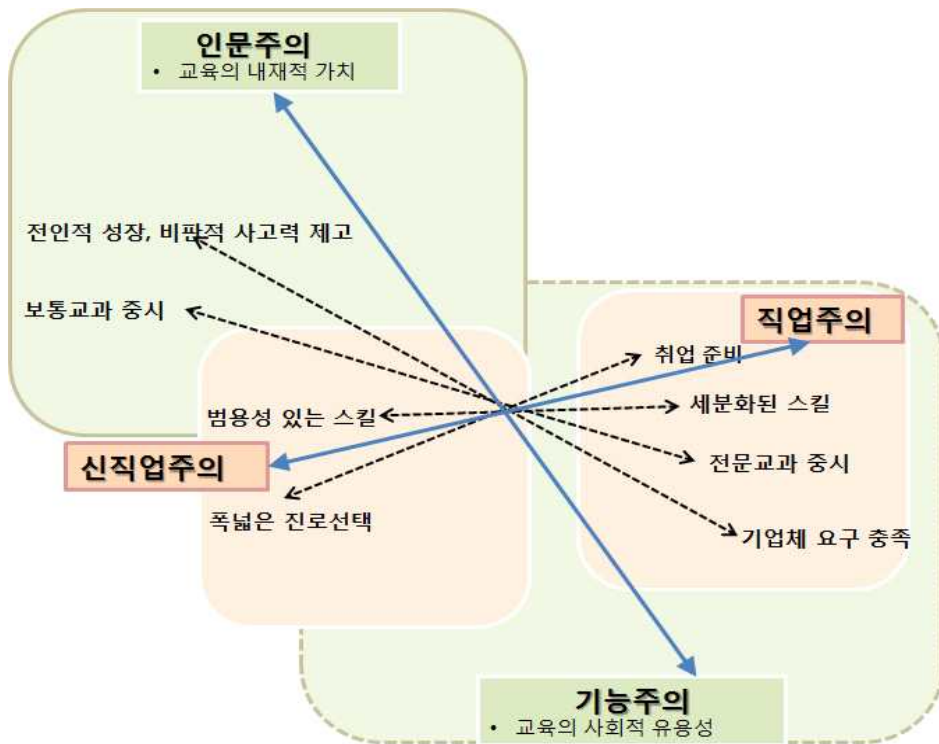 인문주의
• 교육의 내재적 가치
전인적 성장, 비판적 사고력 제고
보통교과 중시
직업주의
취업 준비
범용성 있는 스킬
세분화된 스킬
신직업주의
전문교과 중시
폭넓은 진로선택
기업체 요구 충족
기능주의
• 교육의 사회적 유용성